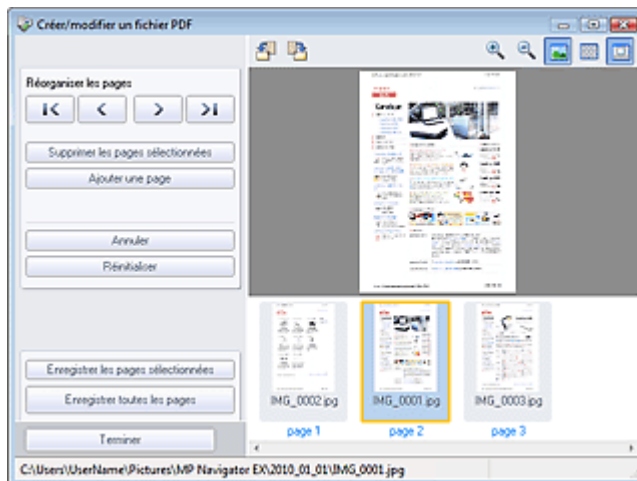 Créer/modifier un fichier PDF
Réorganiser les pages
Supprimer les pages sélectionnées
Ajouter une page
Annuler
Réinitialiser
Enregistrer les pages sélectionnées
Enregistrer toutes les pages
Terminer
IMG_0002.jpg
IMG_0001.jpg
IMG_0003.jpg
page 1
page 2
page 3
C:\Users\UserName\Pictures\MP Navigator EX\2010_01_01\IMG_0001.jpg